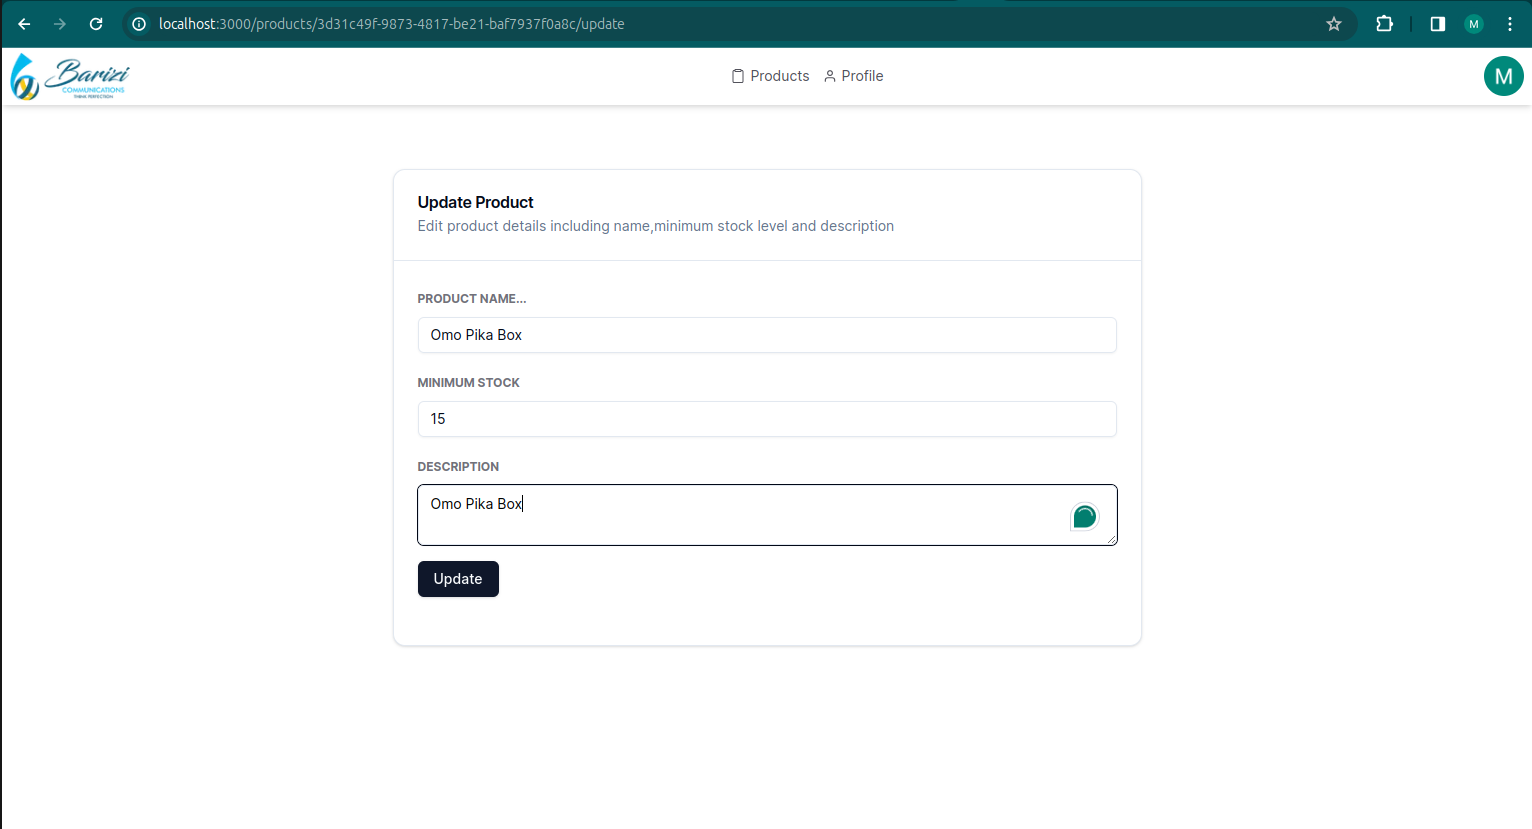 localhost:3000/products/3d31c49f-9873-4817-be21-baf7937f0a8c/update
M
Barizi
COMMUNICATIONS
THINK PERFECTION
Products
Profile
M
Update Product
Edit product details including name,minimum stock level and description
PRODUCT NAME...
Omo Pika Box
MINIMUM STOCK
15
DESCRIPTION
Omo Pika Box
Update